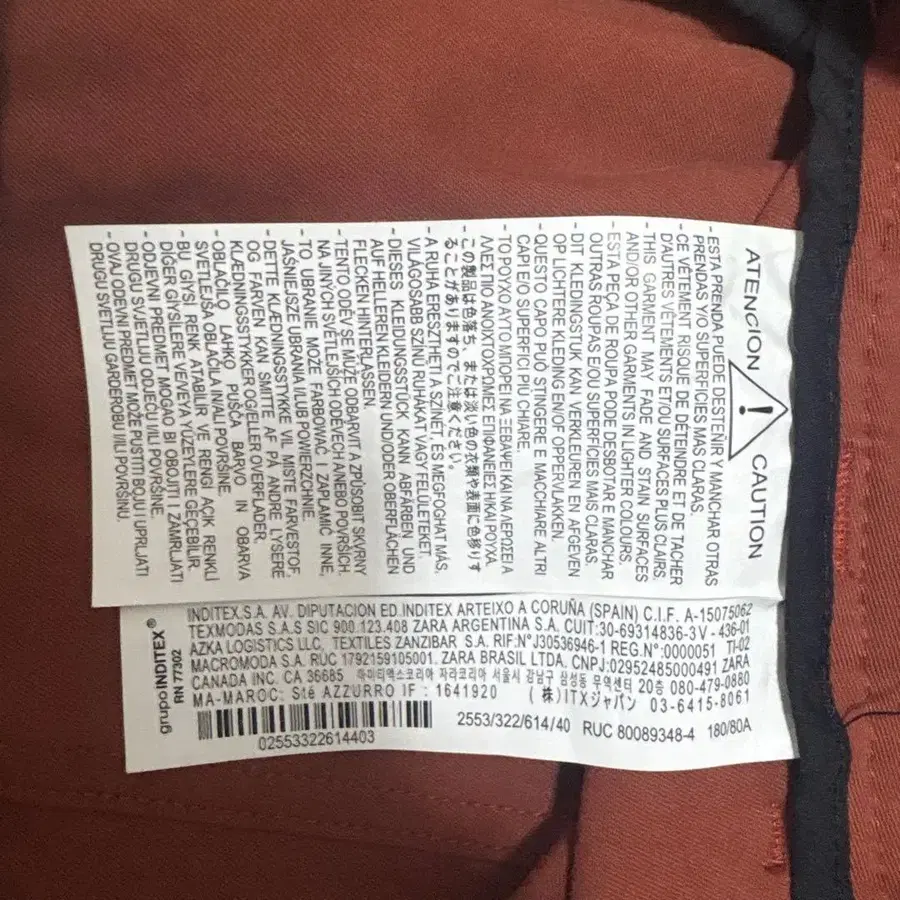 ATENCION
CAUTION
- ESTA PRENDA PUEDE DESTEÑIR Y MANCHAR OTRAS
PRENDAS Y/O SUPERFICIES MAS CLARAS.
- CE VÊTEMENT RISQUE DE DÉTEINDRE ET DE TACHER
D'AUTRES VÊTEMENTS ET/OU SURFACES PLUS CLAIRS.
- THIS GARMENT MAY FADE AND STAIN SURFACES
AND/OR OTHER GARMENTS IN LIGHTER COLOURS.
- ESTA PEÇA DE ROUPA PODE DESBOTAR E MANCHAR
OUTRAS ROUPAS E/OU SUPERFÍCIES MAIS CLARAS.
- DIT KLEDINGSTUK KAN VERKLEUREN EN AFGEVEN
OP LICHTERE KLEDING EN/OF OPPERVLAKKEN.
- QUESTO CAPO PUÒ STINGERE E MACCHIARE ALTRI
CAPI E/O SUPERFICI PIÙ CHIARE.
- ΤΟ ΡΟΥΧΟ ΑΥΤΟ ΜΠΟΡΕΙ ΝΑ ΞΕΒΑΨΕΙ ΚΑΙ ΝΑ ΛΕΡΩΣΕΙ Α
ΛΛΕΣ ΠΙΟ ΑΝΟΙΧΤΟΧΡΩΜΕΣ ΕΠΙΦΑΝΕΙΕΣ Η ΚΑΙ ΡΟΥΧΑ
- この製品は色落ち、または淡い色の衣類や表面に色移りす
ることがありますのでご注意ください。
- A RUHA ERESZTHETI A SZÍNÉT ÉS MEGFOGHAT MÁS,
VILÁGOSABB SZÍNŰ RUHÁKAT VAGY FELÜLETEKET.
- DIESES KLEIDUNGSSTÜCK KANN ABFÄRBEN UND
AUF HELLEREN KLEIDERN UND/ODER OBERFLÄCHEN
FLECKEN HINTERLASSEN.
- TENTO ODĚV SE MŮŽE ODBARVIT A ZPŮSOBIT SKVRNY
NA JINÝCH SVĚTLEJŠÍCH ODĚVECH A/NEBO POVRŠÍCH.
- TO UBRANIE MOŻE FARBOWAĆ I ZAPLAMIĆ INNE,
JAŚNIEJSZE UBRANIA I/LUB POWIERZCHNIE.
- DETTE KLÆDNINGSSTYKKE VIL MISTE FARVESTOF,
OG FARVEN KAN SMITTE AF PÅ ANDRE LYSERE
KLÆDNINGSSTYKKER OG/ELLER OVERFLADER.
- OBLAČILO LAHKO PUŠČA BARVO IN OBARVA
SVETLEJŠA OBLAČILA IN/ALI POVRŠINE.
- BU GİYSİ RENK ATABİLİR VE RENGİ AÇIK RENKLİ
DİĞER GİYSİLERE VE/VEYA YÜZEYLERE GEÇEBİLİR.
- ODJEVNI PREDMET MOGAO BI OBOJITI I ZAMRLJATI
DRUGU SVJETLIJU ODJEĆU I/ILI POVRŠINE.
- OVAJ ODEVNI PREDMET MOŽE PUSTITI BOJU I UPRLJATI
DRUGU SVETLIJU GARDEROBU I/ILI POVRŠINU.
grupo INDITEX®
RN 77302
INDITEX.S.A. AV. DIPUTACION ED.INDITEX ARTEIXO A CORUÑA (SPAIN) C.I.F. A-15075062
TEXMODAS S.A.S SIC 900.123.408 ZARA ARGENTINA S.A. CUIT:30-69314836-3 V - 436-01
AZKA LOGISTICS LLC, TEXTILES ZANZIBAR S.A. RIF:N°J30536946-1 REG.N°:0000051 TI-02
MACROMODA S.A. RUC 1792159105001. ZARA BRASIL LTDA. CNPJ:02952485000491 ZARA
CANADA INC. CA 36685 아이티엑스코리아 자라코리아 서울시 강남구 삼성동 무역센터 20층 080-479-0880
MA-MAROC: Sté AZZURRO IF : 1641920 (株)ITXジャパン 03-6415-8061
2553/322/614/40 RUC 80089348-4 180/80A
02553322614403